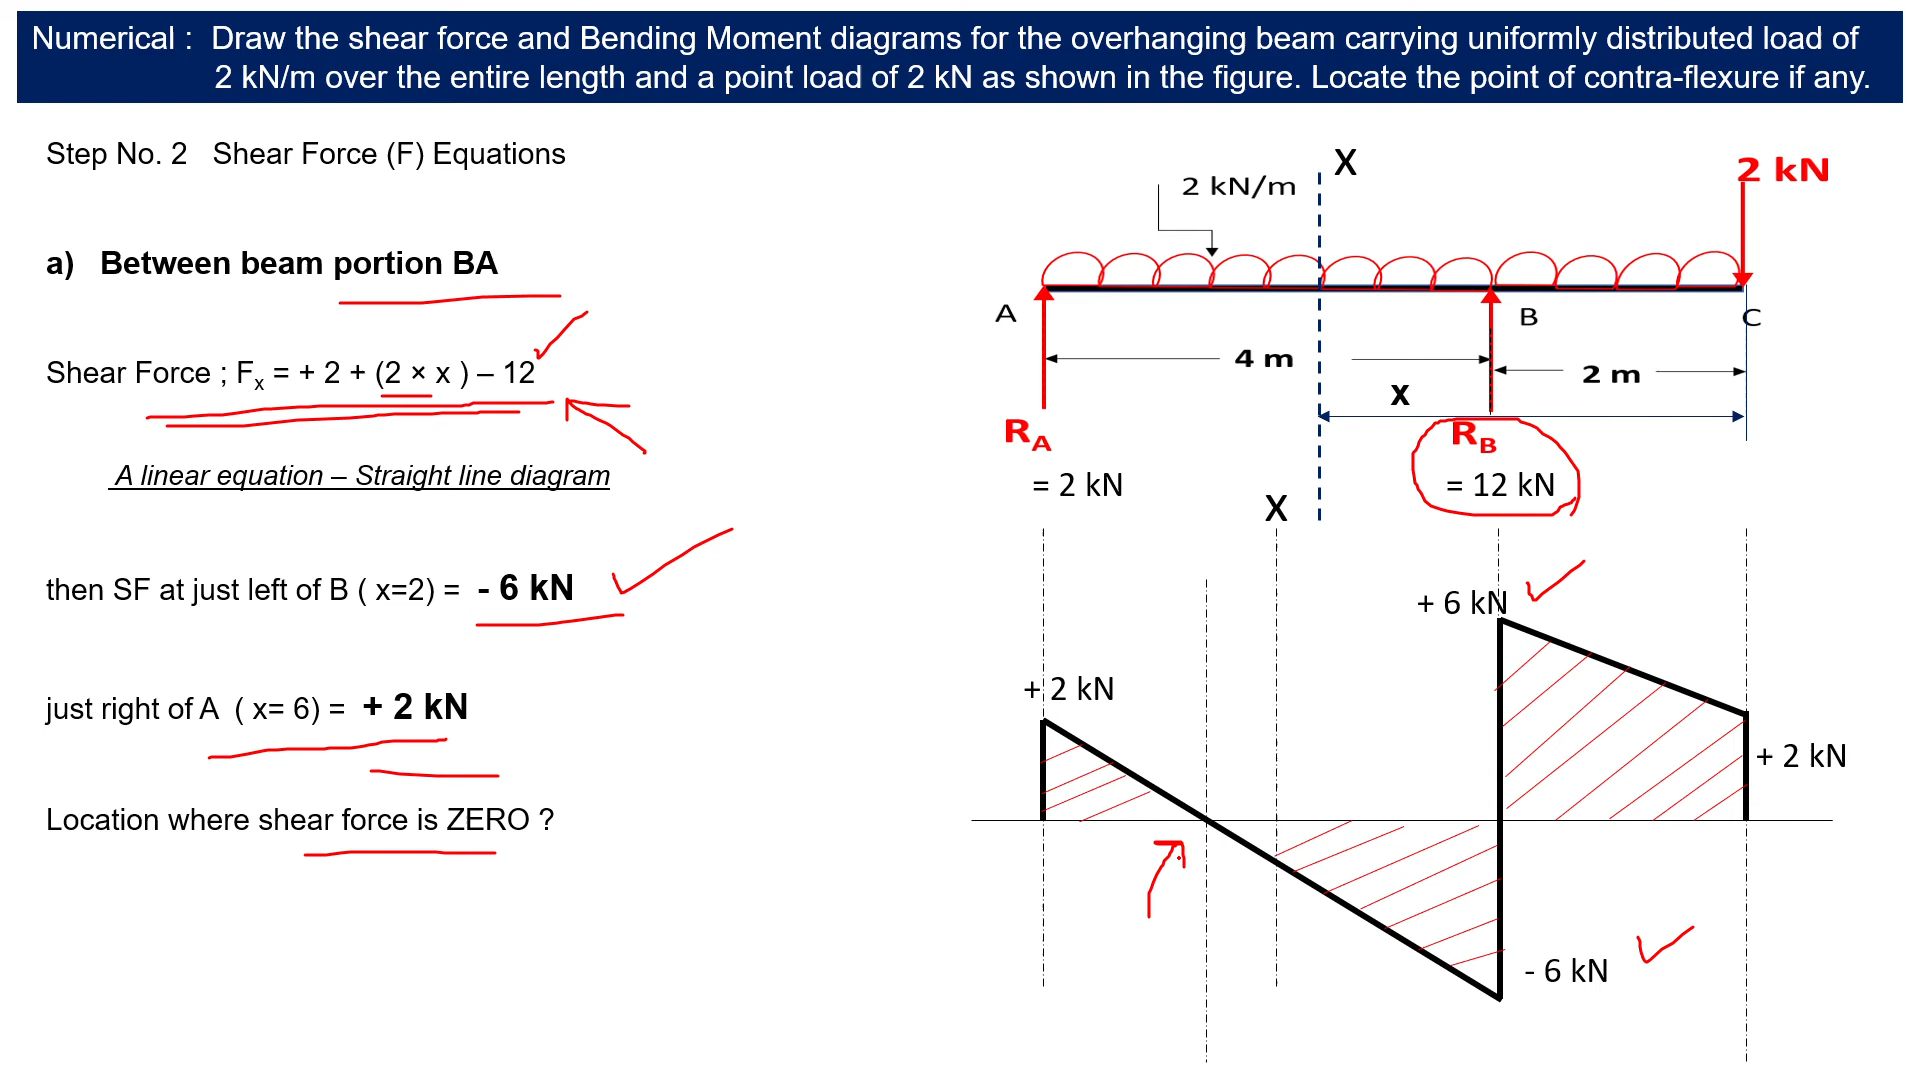 Numerical : Draw the shear force and Bending Moment diagrams for the overhanging beam carrying uniformly distributed load of
2 kN/m over the entire length and a point load of 2 kN as shown in the figure. Locate the point of contra-flexure if any.
Step No. 2 Shear Force (F) Equations
a) Between beam portion BA
Shear Force ; Fx = + 2 + (2 × x ) – 12
A linear equation – Straight line diagram
then SF at just left of B ( x=2) = - 6 kN
just right of A ( x= 6) = + 2 kN
Location where shear force is ZERO ?
X
2 kN
2 kN/m
A
B
C
4 m
2 m
x
RA
RB
= 2 kN
= 12 kN
X
+ 6 kN
+ 2 kN
+ 2 kN
- 6 kN